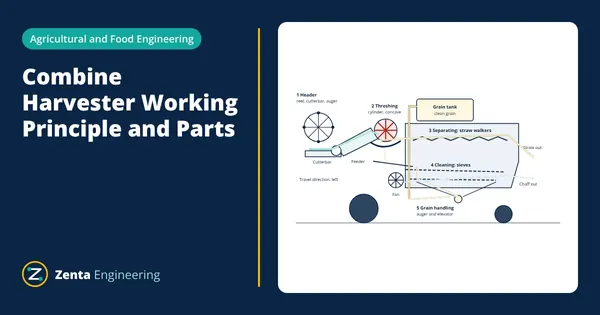 Agricultural and Food Engineering
Combine
Harvester Working
Principle and Parts
Zenta Engineering
1 Header
reel, cutterbar, auger
2 Threshing
cylinder, concave
Grain tank
clean grain
3 Separating: straw walkers
Straw out
Cutterbar
Feeder
4 Cleaning: sieves
Travel direction: left
Fan
Chaff out
5 Grain handling
auger and elevator